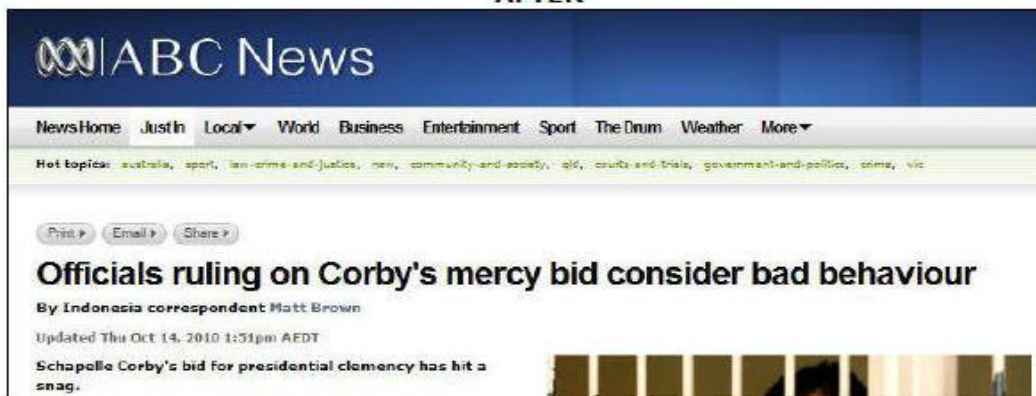 AFTER
ABC News
News Home Just In Local World Business Entertainment Sport The Drum Weather More
Hot topics: australia, sport, law-crime-and-justice, nsw, community-and-society, qld, courts-and-trials, government-and-politics, crime, vic
Print Email Share
Officials ruling on Corby's mercy bid consider bad behaviour
By Indonesia correspondent Matt Brown
Updated Thu Oct 14, 2010 1:51pm AEDT
Schapelle Corby's bid for presidential clemency has hit a
snag.